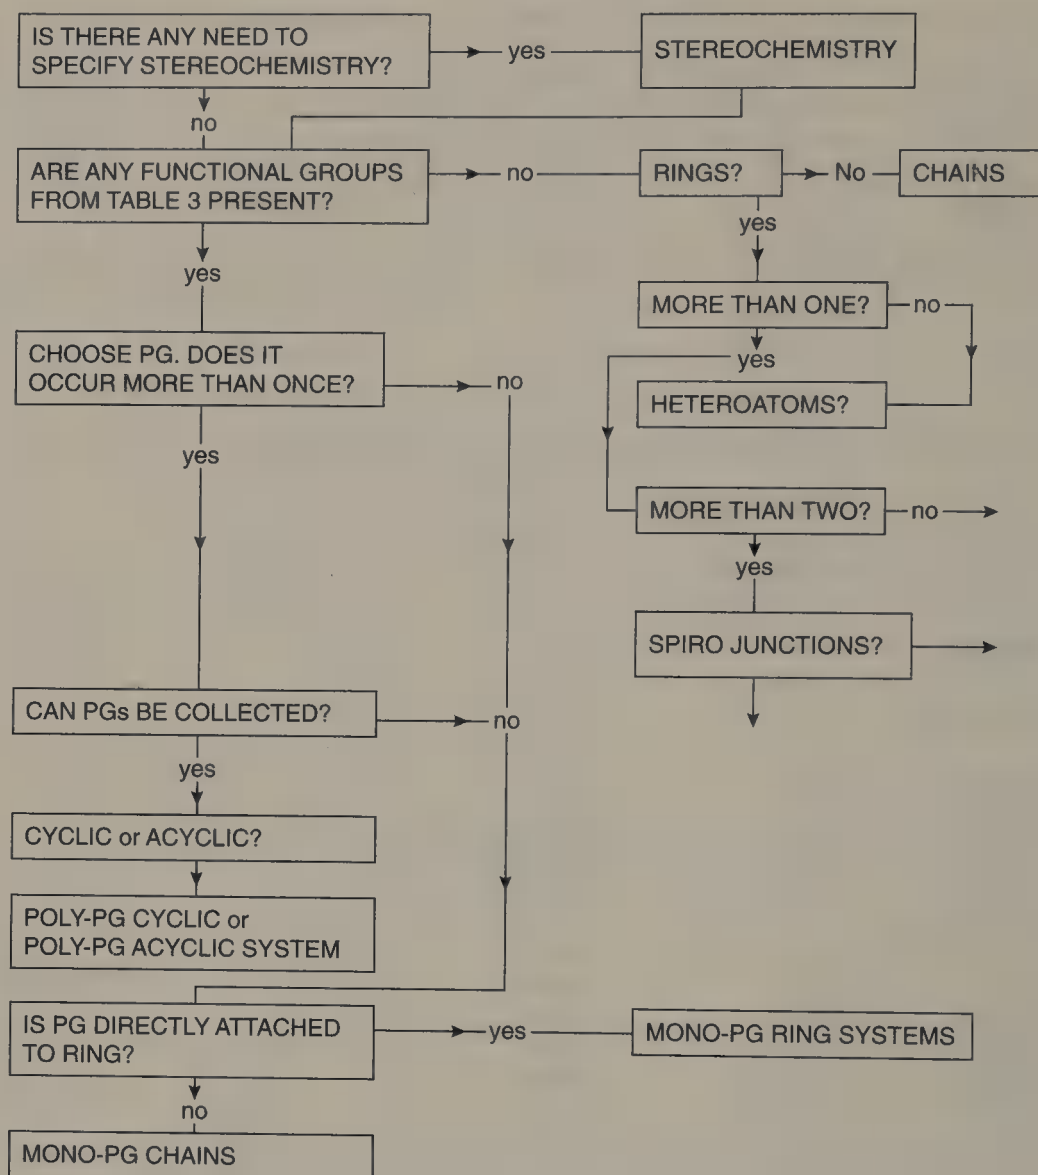 IS THERE ANY NEED TO
SPECIFY STEREOCHEMISTRY?
yes
STEREOCHEMISTRY
no
ARE ANY FUNCTIONAL GROUPS
FROM TABLE 3 PRESENT?
no
RINGS?
No
CHAINS
yes
yes
MORE THAN ONE?
no
CHOOSE PG. DOES IT
OCCUR MORE THAN ONCE?
no
yes
HETEROATOMS?
yes
MORE THAN TWO?
no
yes
SPIRO JUNCTIONS?
CAN PGs BE COLLECTED?
no
yes
CYCLIC or ACYCLIC?
POLY-PG CYCLIC or
POLY-PG ACYCLIC SYSTEM
IS PG DIRECTLY ATTACHED
TO RING?
yes
MONO-PG RING SYSTEMS
no
MONO-PG CHAINS